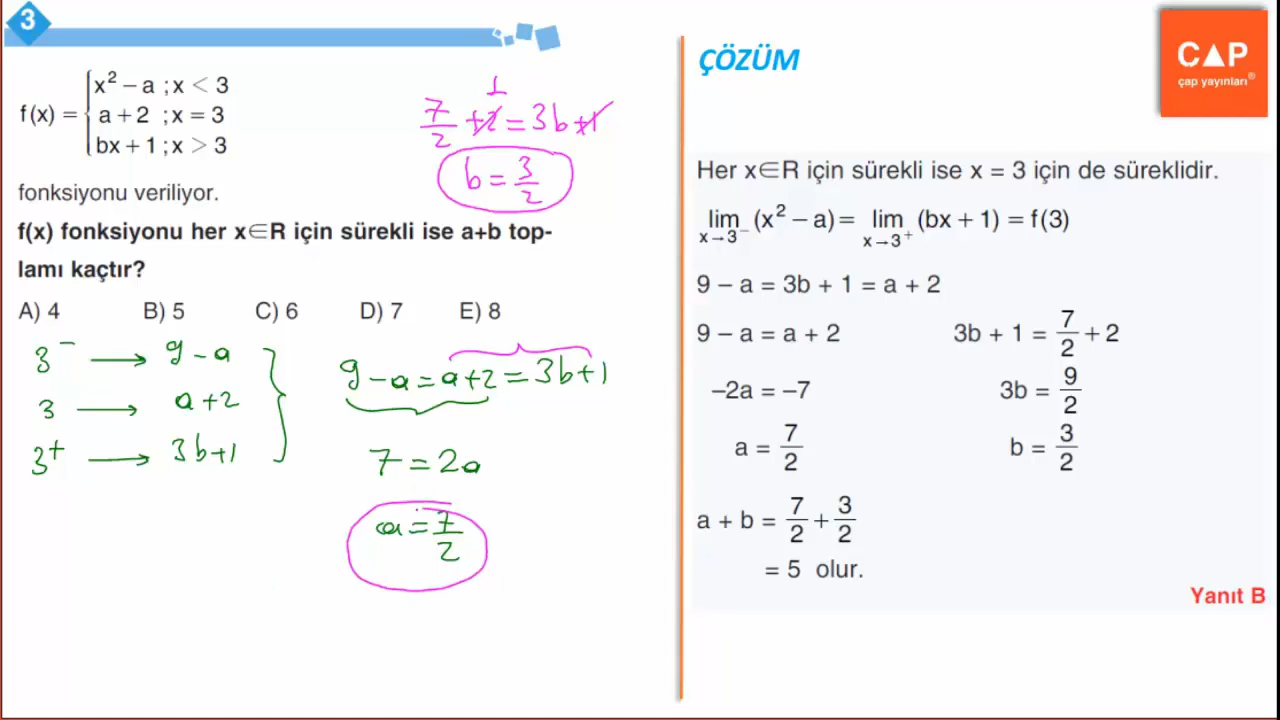 3
f(x) = { x² – a ; x < 3
a + 2 ; x = 3
bx + 1 ; x > 3
fonksiyonu veriliyor.
f(x) fonksiyonu her x∈R için sürekli ise a+b top-
lamı kaçtır?
A) 4 B) 5 C) 6 D) 7 E) 8
7/2 + 2 = 3b + 1
1
b = 3/2
3⁻ → 9 – a
3 → a + 2
3⁺ → 3b + 1
9 – a = a + 2 = 3b + 1
7 = 2a
a = 7/2
ÇÖZÜM
CAP
çap yayınları®
Her x∈R için sürekli ise x = 3 için de süreklidir.
lim x→3⁻ (x² – a) = lim x→3⁺ (bx + 1) = f(3)
9 – a = 3b + 1 = a + 2
9 – a = a + 2 3b + 1 = 7/2 + 2
–2a = –7 3b = 9/2
a = 7/2 b = 3/2
a + b = 7/2 + 3/2
= 5 olur.
Yanıt B